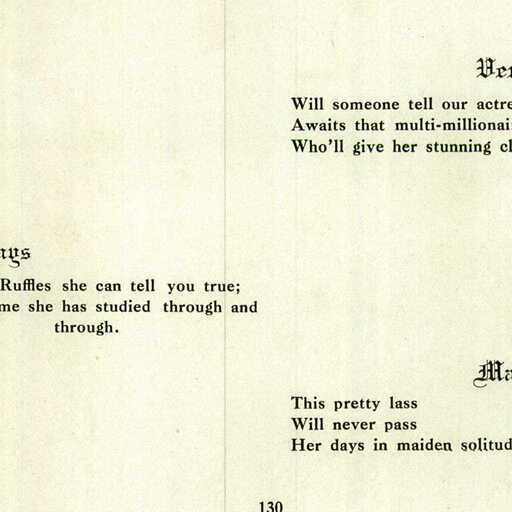 Ver
Will someone tell our actre
Awaits that multi-millionai
Who'll give her stunning cl
ays
Ruffles she can tell you true;
me she has studied through and
through.
Ma
This pretty lass
Will never pass
Her days in maiden solitud
130